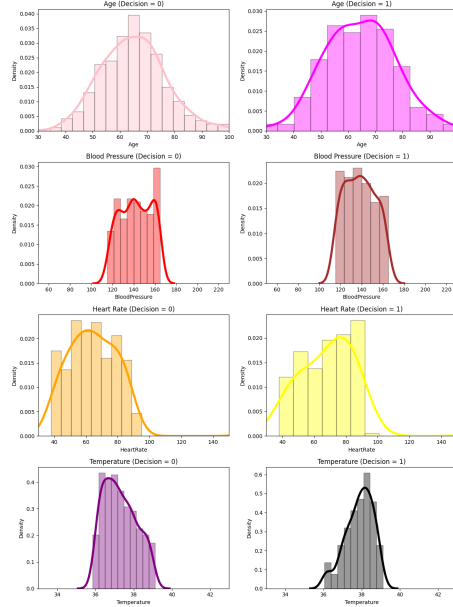 Age (Decision = 0)
0.040
0.035
0.030
0.025
0.020
0.015
0.010
0.005
0.000
Density
30 40 50 60 70 80 90 100
Age
Age (Decision = 1)
0.030
0.025
0.020
0.015
0.010
0.005
0.000
Density
30 40 50 60 70 80 90
Age
Blood Pressure (Decision = 0)
0.030
0.025
0.020
0.015
0.010
0.005
0.000
Density
60 80 100 120 140 160 180 200 220
BloodPressure
Blood Pressure (Decision = 1)
0.020
0.015
0.010
0.005
0.000
Density
60 80 100 120 140 160 180 200 220
BloodPressure
Heart Rate (Decision = 0)
0.020
0.015
0.010
0.005
0.000
Density
40 60 80 100 120 140
HeartRate
Heart Rate (Decision = 1)
0.020
0.015
0.010
0.005
0.000
Density
40 60 80 100 120 140
HeartRate
Temperature (Decision = 0)
0.4
0.3
0.2
0.1
0.0
Density
34 36 38 40 42
Temperature
Temperature (Decision = 1)
0.6
0.5
0.4
0.3
0.2
0.1
0.0
Density
34 36 38 40 42
Temperature